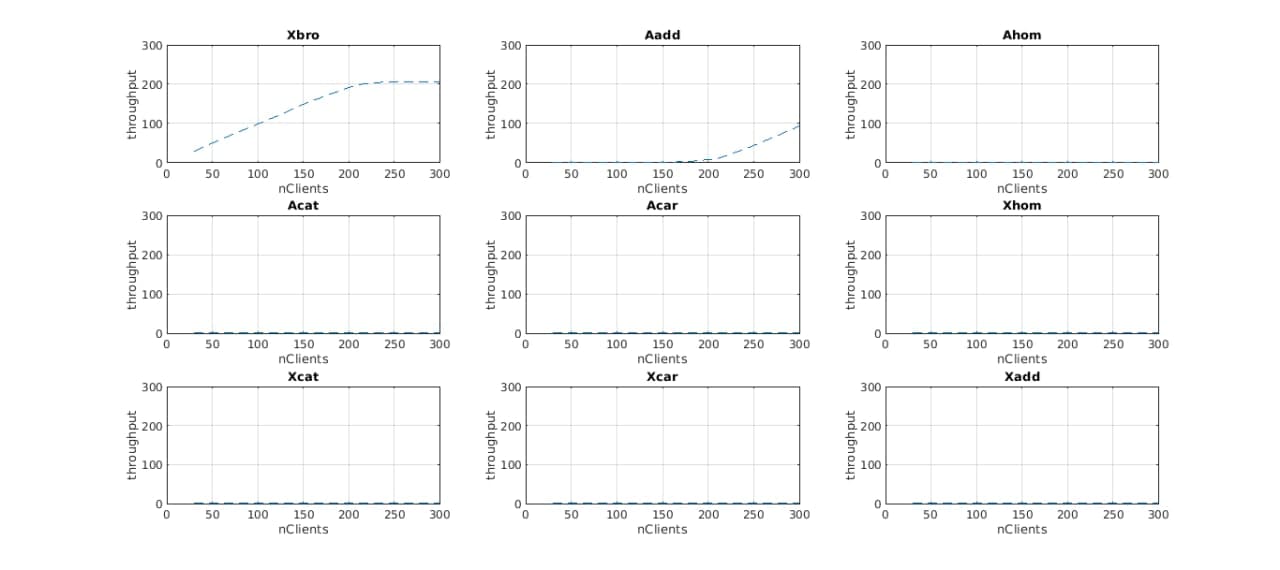 Xbro Aadd Ahom
300 300 300
throughput throughput throughput
200 200 200
100 100 100
0 0 0
0 50 100 150 200 250 300 0 50 100 150 200 250 300 0 50 100 150 200 250 300
nClients nClients nClients
Acat Acar Xhom
300 300 300
throughput throughput throughput
200 200 200
100 100 100
0 0 0
0 50 100 150 200 250 300 0 50 100 150 200 250 300 0 50 100 150 200 250 300
nClients nClients nClients
Xcat Xcar Xadd
300 300 300
throughput throughput throughput
200 200 200
100 100 100
0 0 0
0 50 100 150 200 250 300 0 50 100 150 200 250 300 0 50 100 150 200 250 300
nClients nClients nClients